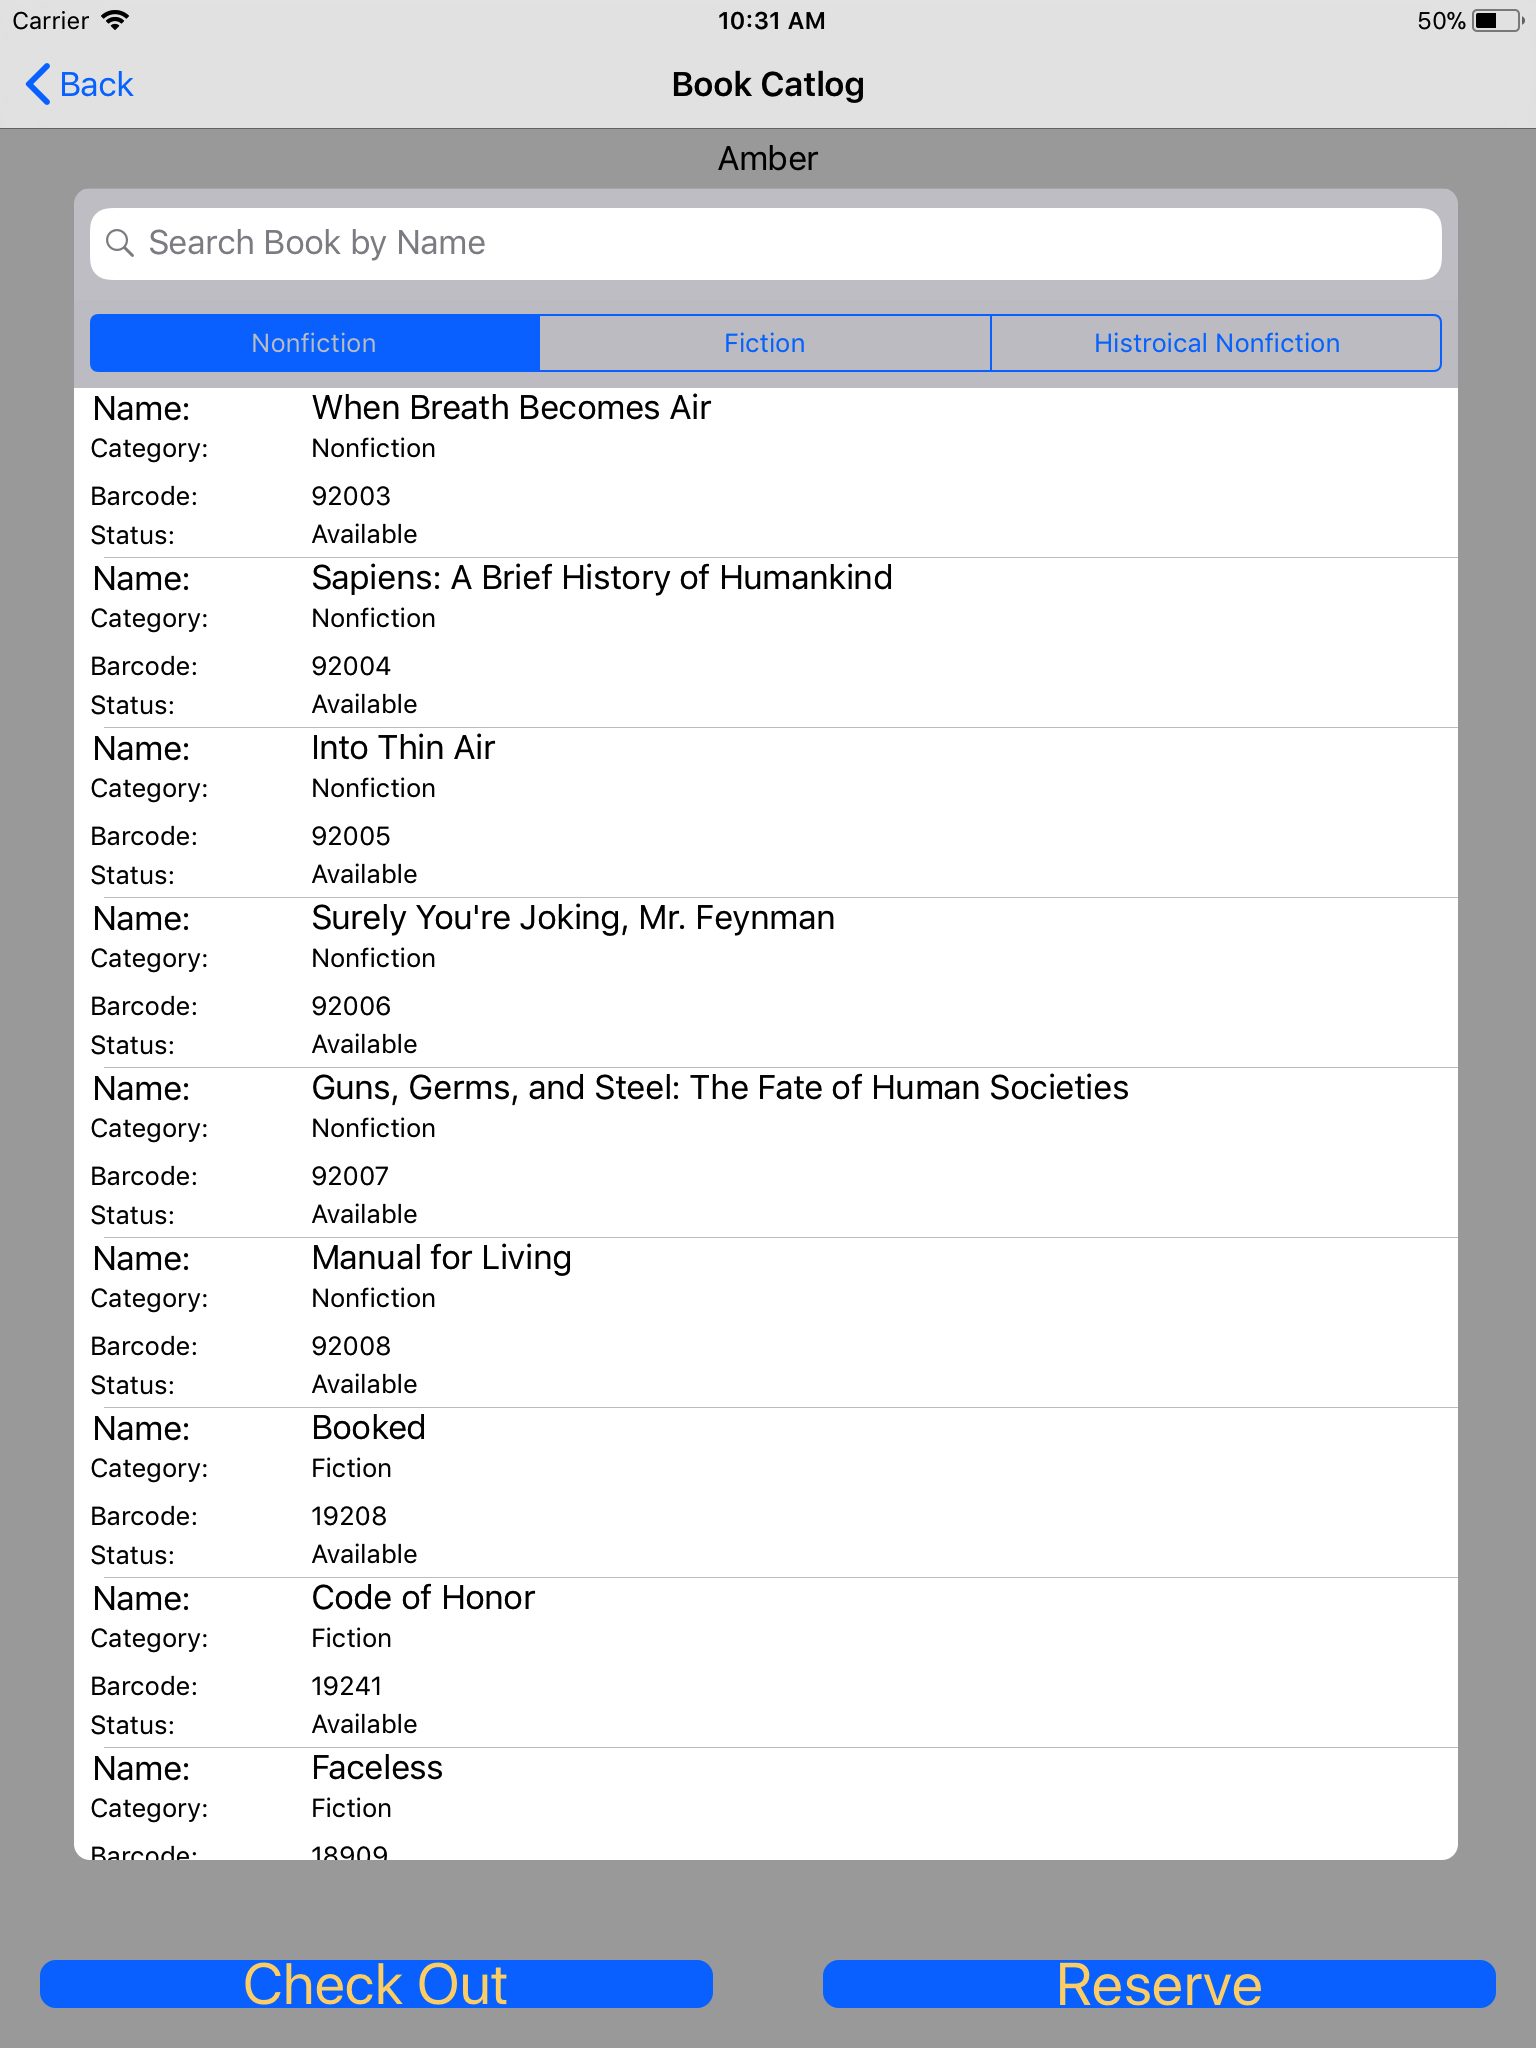 Carrier 10:31 AM 50%
Back Book Catlog
Amber
Search Book by Name
Nonfiction Fiction Histroical Nonfiction
Name: When Breath Becomes Air
Category: Nonfiction
Barcode: 92003
Status: Available
Name: Sapiens: A Brief History of Humankind
Category: Nonfiction
Barcode: 92004
Status: Available
Name: Into Thin Air
Category: Nonfiction
Barcode: 92005
Status: Available
Name: Surely You're Joking, Mr. Feynman
Category: Nonfiction
Barcode: 92006
Status: Available
Name: Guns, Germs, and Steel: The Fate of Human Societies
Category: Nonfiction
Barcode: 92007
Status: Available
Name: Manual for Living
Category: Nonfiction
Barcode: 92008
Status: Available
Name: Booked
Category: Fiction
Barcode: 19208
Status: Available
Name: Code of Honor
Category: Fiction
Barcode: 19241
Status: Available
Name: Faceless
Category: Fiction
Barcode: 18909
Check Out Reserve